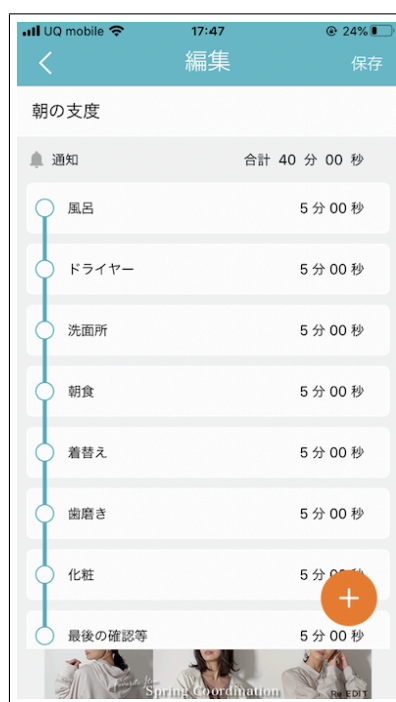 UQ mobile 17:47 24%
編集 保存
朝の支度
通知 合計 40 分 00 秒
風呂 5 分 00 秒
ドライヤー 5 分 00 秒
洗面所 5 分 00 秒
朝食 5 分 00 秒
着替え 5 分 00 秒
歯磨き 5 分 00 秒
化粧 5 分
+
最後の確認等 5 分 00 秒
Spring Coordination
Re:EDIT